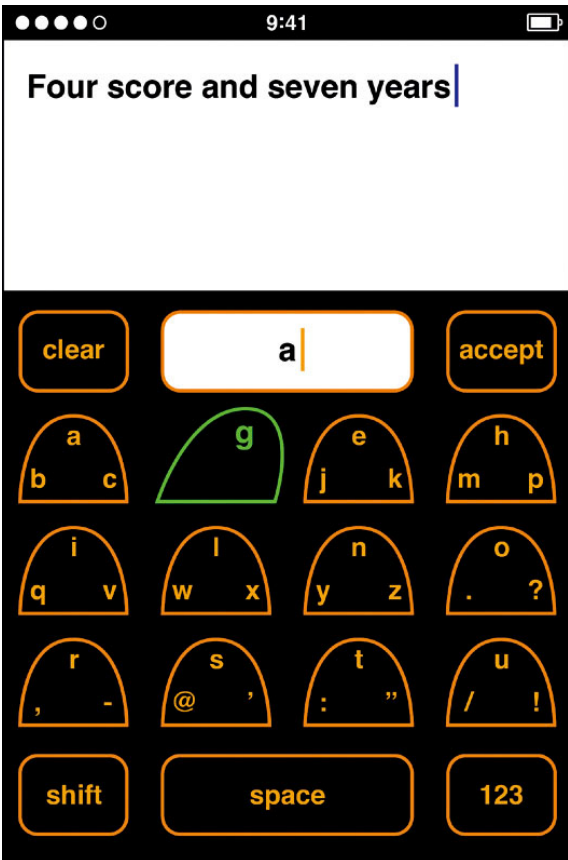 9:41
Four score and seven years
clear a accept
a g e h
b c j k m p
i l n o
q v w x y z . ?
r s t u
, - @ ’ : ” / !
shift space 123